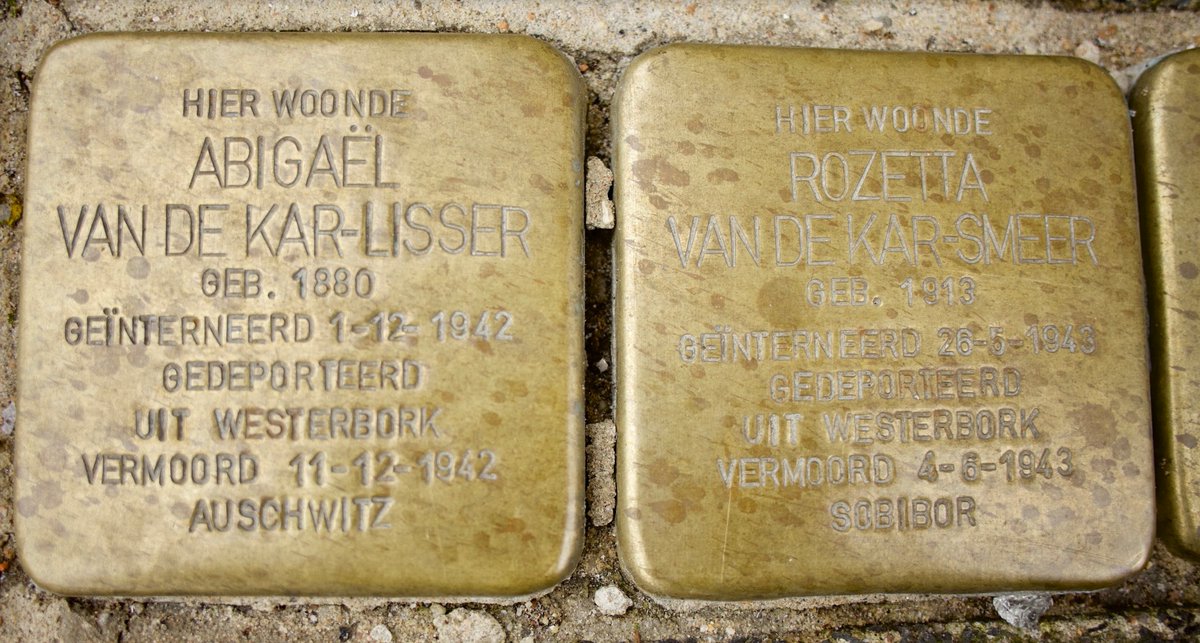 HIER WOONDE
ABIGAËL
VAN DE KAR-LISSER
GEB. 1880
GEÏNTERNEERD 1-12-1942
GEDEPORTEERD
UIT WESTERBORK
VERMOORD 11-12-1942
AUSCHWITZ
HIER WOONDE
ROZETTA
VAN DE KAR-SMEER
GEB. 1913
GEÏNTERNEERD 26-5-1943
GEDEPORTEERD
UIT WESTERBORK
VERMOORD 4-6-1943
SOBIBOR